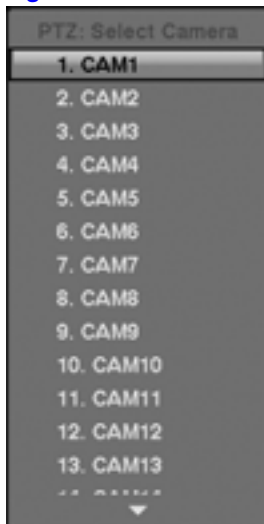 PTZ: Select Camera
1. CAM1
2. CAM2
3. CAM3
4. CAM4
5. CAM5
6. CAM6
7. CAM7
8. CAM8
9. CAM9
10. CAM10
11. CAM11
12. CAM12
13. CAM13